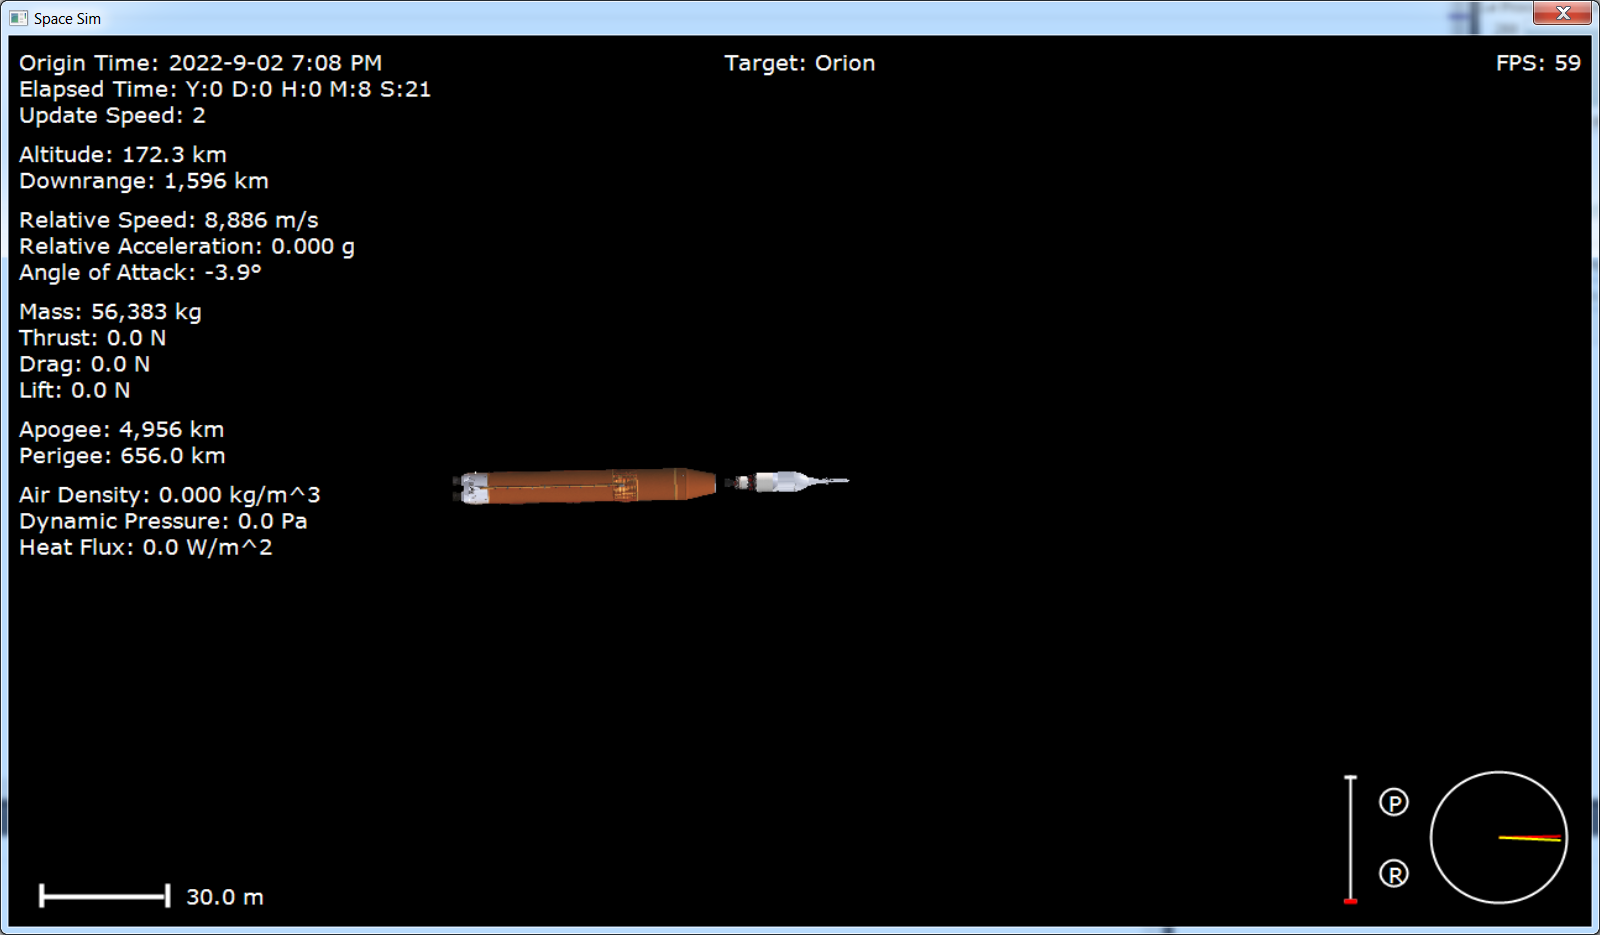 Space Sim
Origin Time: 2022-9-02 7:08 PM
Target: Orion
FPS: 59
Elapsed Time: Y:0 D:0 H:0 M:8 S:21
Update Speed: 2
Altitude: 172.3 km
Downrange: 1,596 km
Relative Speed: 8,886 m/s
Relative Acceleration: 0.000 g
Angle of Attack: -3.9°
Mass: 56,383 kg
Thrust: 0.0 N
Drag: 0.0 N
Lift: 0.0 N
Apogee: 4,956 km
Perigee: 656.0 km
Air Density: 0.000 kg/m^3
Dynamic Pressure: 0.0 Pa
Heat Flux: 0.0 W/m^2
P
R
30.0 m